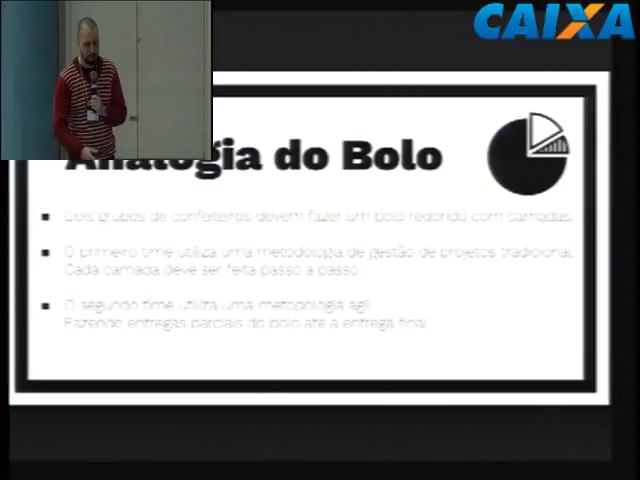 CAIXA
Analogia do Bolo
Dois grupos de confeiteiros devem fazer um bolo redondo com camadas.
O primeiro time utiliza uma metodologia de gestão de projetos tradicional.
Cada camada deve ser feita passo a passo.
O segundo time utiliza uma metodologia ágil.
Fazendo entregas parciais do bolo até a entrega final.